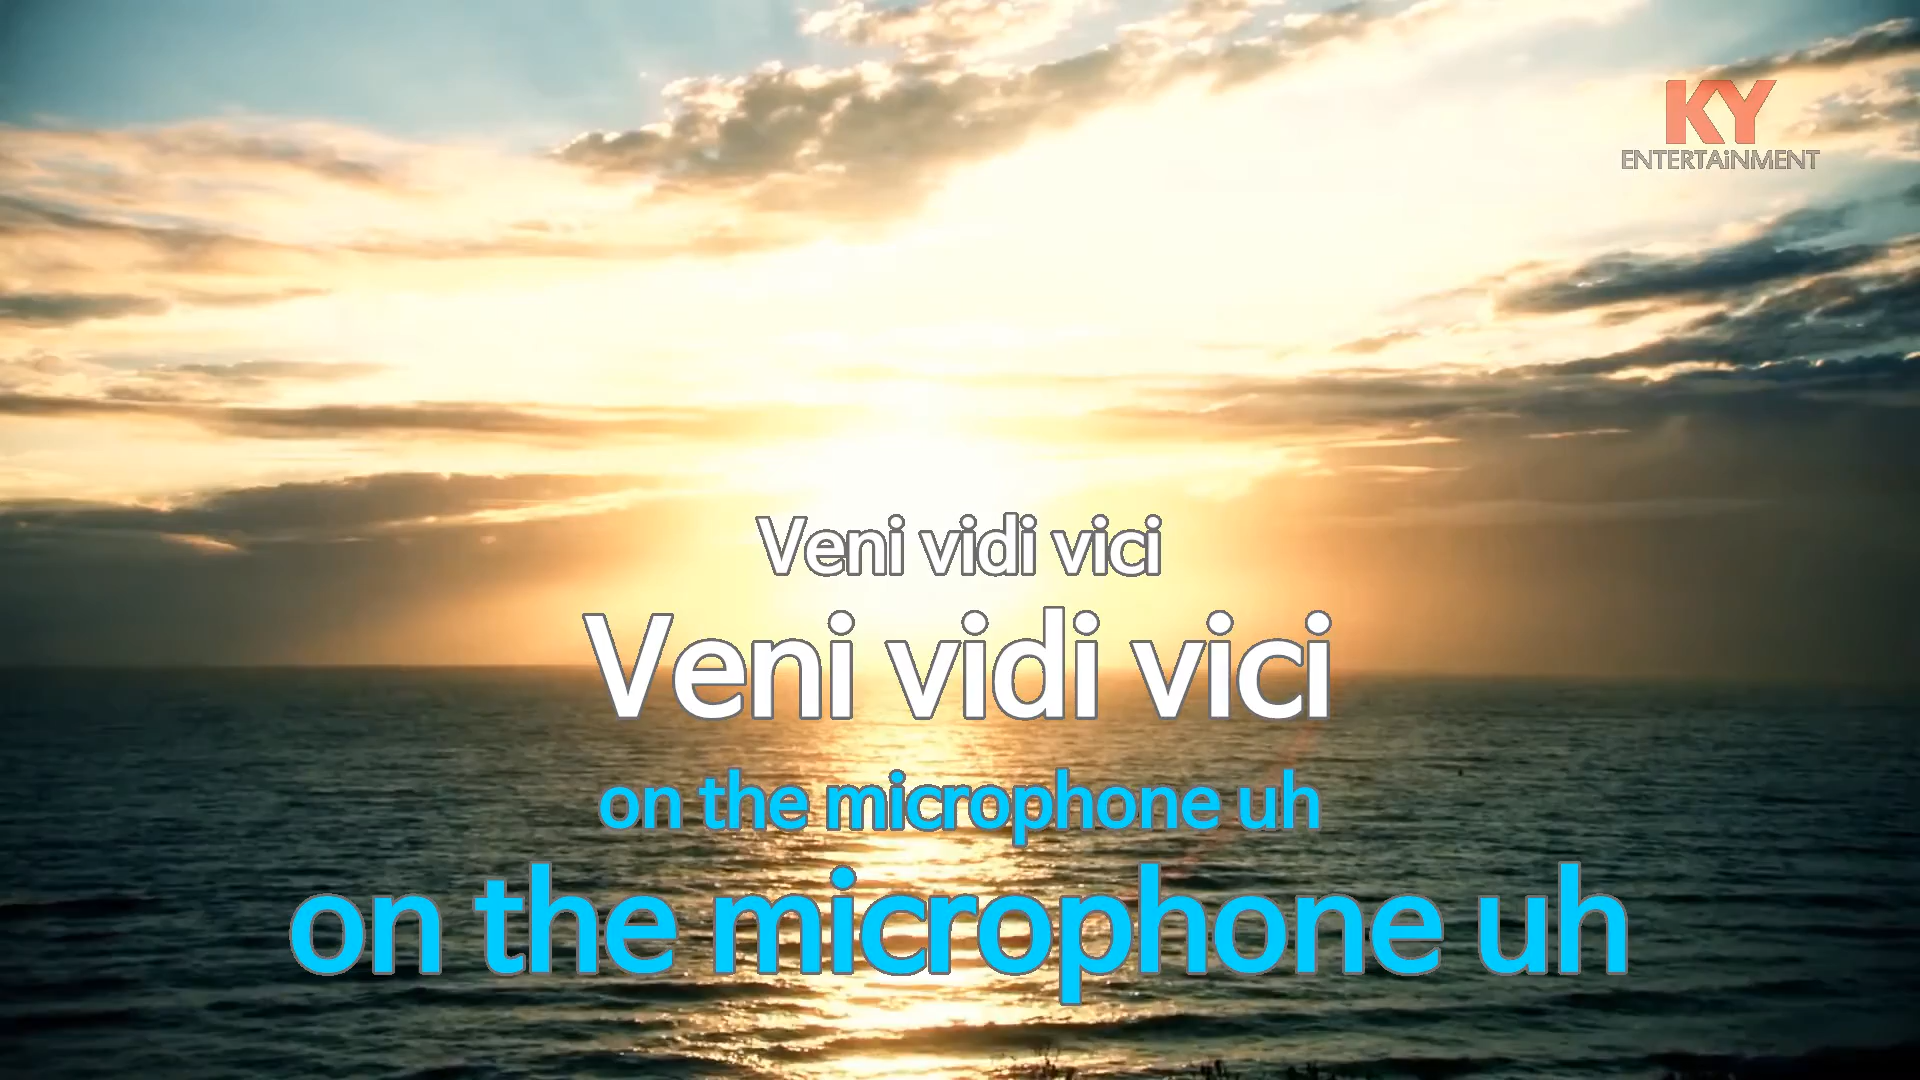 KY
ENTERTAiNMENT
Veni vidi vici
Veni vidi vici
on the microphone uh
on the microphone uh